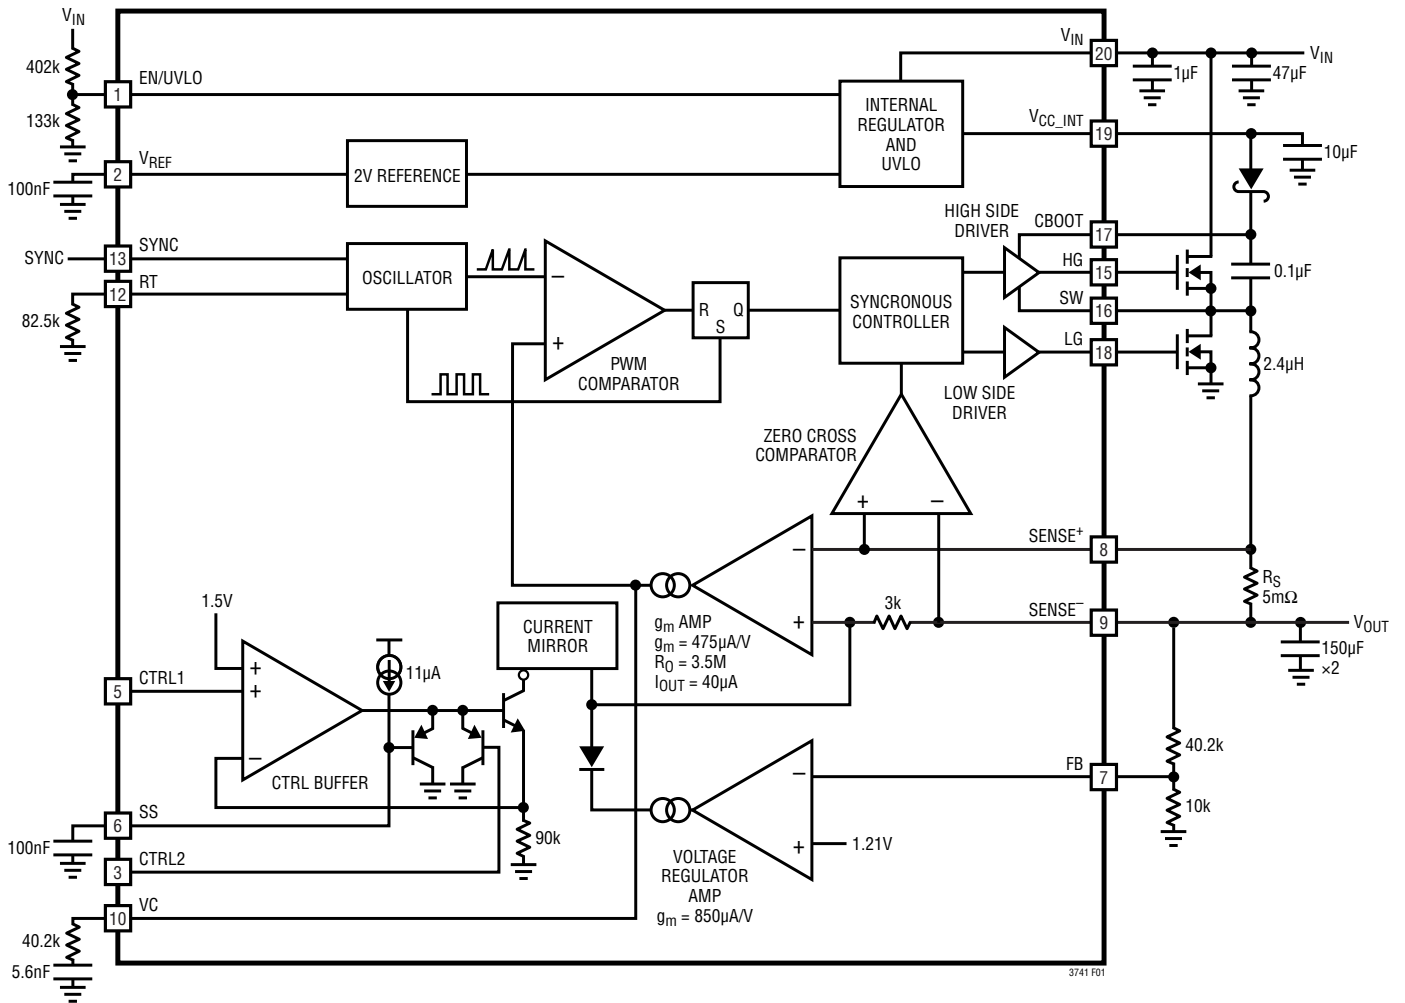 VIN
402k
133k
1
EN/UVLO
VREF
2
100nF
2V REFERENCE
INTERNAL
REGULATOR
AND
UVLO
VIN
20
VIN
1µF
47µF
VCC_INT
19
10µF
SYNC
13
SYNC
RT
12
82.5k
OSCILLATOR
–
+
PWM
COMPARATOR
R
Q
S
SYNCRONOUS
CONTROLLER
HIGH SIDE
DRIVER
CBOOT
17
HG
15
SW
16
LG
18
0.1µF
2.4µH
LOW SIDE
DRIVER
ZERO CROSS
COMPARATOR
+
–
SENSE+
8
RS
5mΩ
SENSE–
9
VOUT
150µF
×2
3k
–
+
gm AMP
gm = 475µA/V
RO = 3.5M
IOUT = 40µA
CURRENT
MIRROR
1.5V
11µA
CTRL1
5
+
+
–
CTRL BUFFER
90k
SS
6
100nF
CTRL2
3
VC
10
40.2k
5.6nF
–
+
1.21V
VOLTAGE
REGULATOR
AMP
gm = 850µA/V
FB
7
40.2k
10k
3741 F01